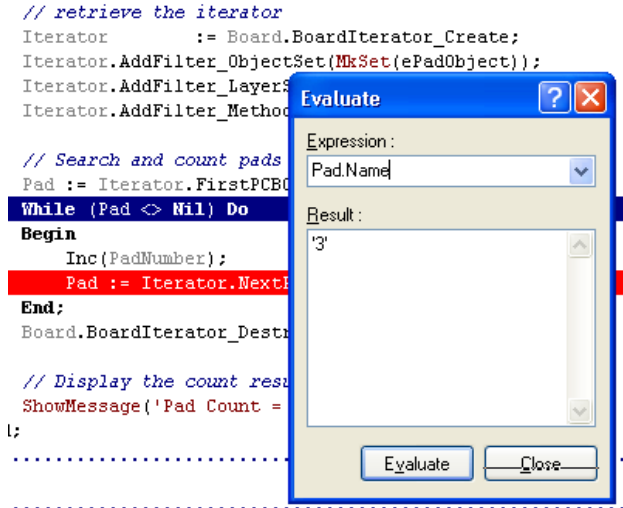 // retrieve the iterator
Iterator := Board.BoardIterator_Create;
Iterator.AddFilter_ObjectSet(MkSet(ePadObject));
Iterator.AddFilter_LayerS
Iterator.AddFilter_Method
// Search and count pads
Pad := Iterator.FirstPCBO
While (Pad <> Nil) Do
Begin
Inc(PadNumber);
Pad := Iterator.NextP
End;
Board.BoardIterator_Destr
// Display the count resu
ShowMessage('Pad Count =
Evaluate
Expression :
Pad.Name
Result :
'3'
Evaluate
Close